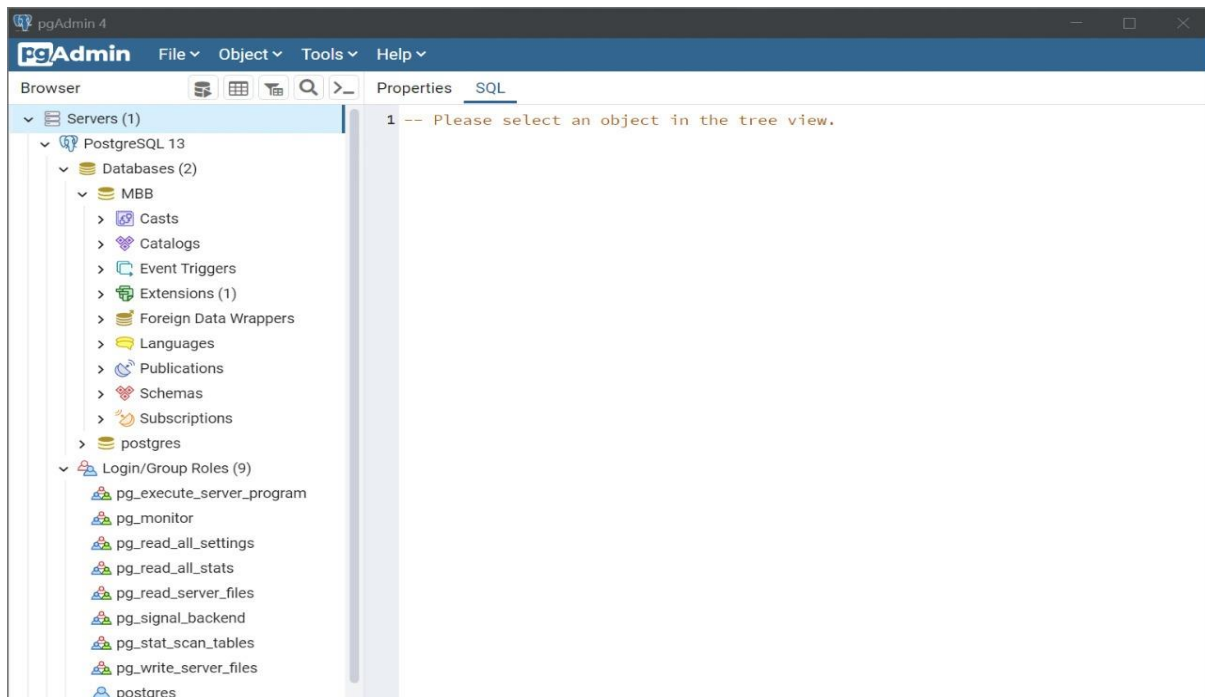 pgAdmin 4
pgAdmin File Object Tools Help
Browser Properties SQL
Servers (1)
1 -- Please select an object in the tree view.
PostgreSQL 13
Databases (2)
MBB
Casts
Catalogs
Event Triggers
Extensions (1)
Foreign Data Wrappers
Languages
Publications
Schemas
Subscriptions
postgres
Login/Group Roles (9)
pg_execute_server_program
pg_monitor
pg_read_all_settings
pg_read_all_stats
pg_read_server_files
pg_signal_backend
pg_stat_scan_tables
pg_write_server_files
postgres